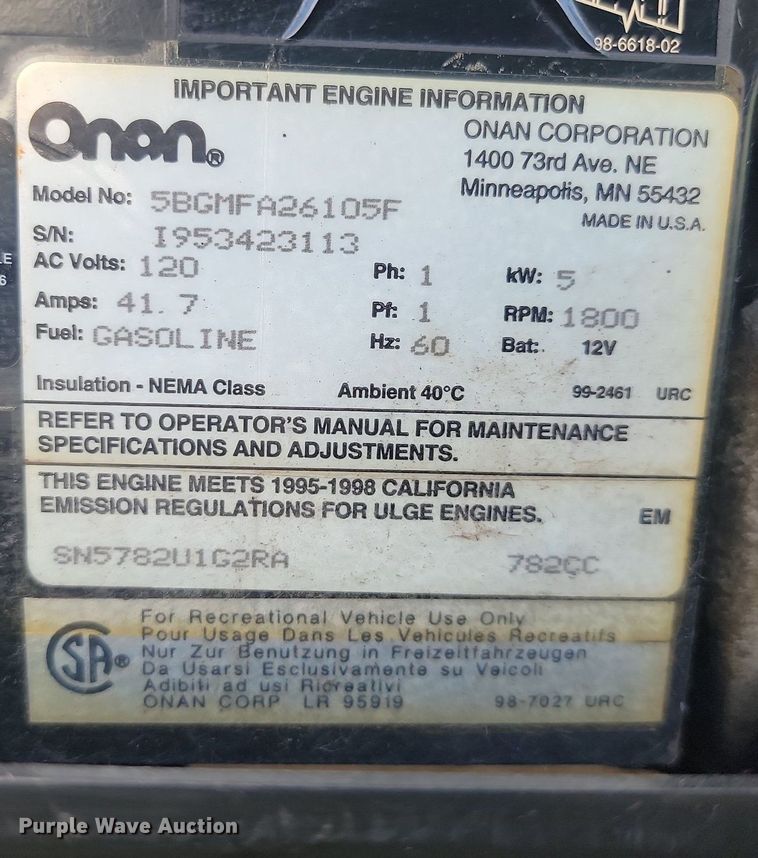 98-6618-02
IMPORTANT ENGINE INFORMATION
Onan®
ONAN CORPORATION
1400 73rd Ave. NE
Minneapolis, MN 55432
MADE IN U.S.A.
Model No: 5BGMFA26105F
S/N: I953423113
AC Volts: 120 Ph: 1 kW: 5
Amps: 41.7 Pf: 1 RPM: 1800
Fuel: GASOLINE Hz: 60 Bat: 12V
Insulation - NEMA Class Ambient 40°C 99-2461 URC
REFER TO OPERATOR'S MANUAL FOR MAINTENANCE
SPECIFICATIONS AND ADJUSTMENTS.
THIS ENGINE MEETS 1995-1998 CALIFORNIA
EMISSION REGULATIONS FOR ULGE ENGINES. EM
SN5782U1G2RA 782CC
SA®
For Recreational Vehicle Use Only
Pour Usage Dans Les Vehicules Recreatifs
Nur Zur Benutzung in Freizeitfahrzeugen
Da Usarsi Esclusivamente su Veicoli
Adibiti ad usi Ricreativi
ONAN CORP LR 95919 98-7027 URC
Purple Wave Auction